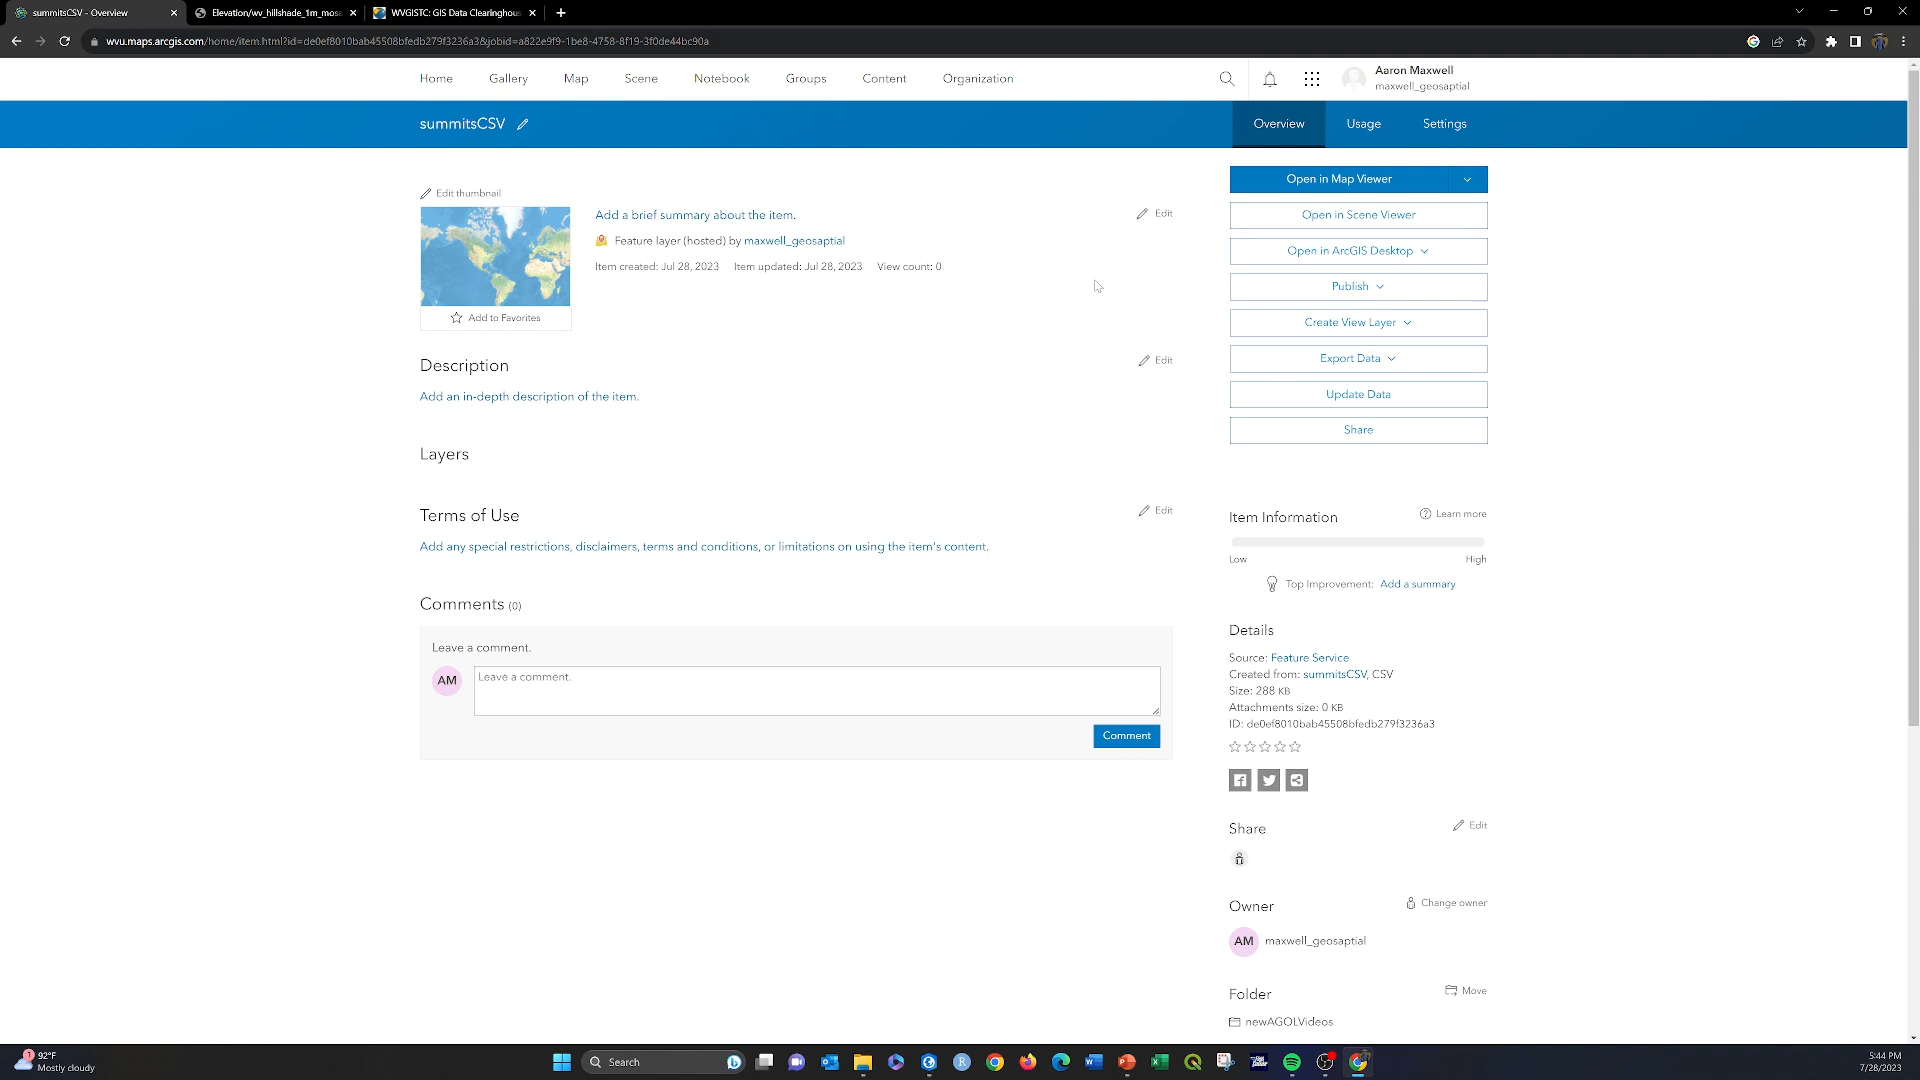 summitsCSV - Overview
Elevation/wv_hillshade_1m_mosa
WVGISTC: GIS Data Clearinghous
wvu.maps.arcgis.com/home/item.html?id=de0ef8010bab45508bfedb279f3236a3&jobid=a822e9f9-1be8-4758-8f19-3f0de44bc90a
Home
Gallery
Map
Scene
Notebook
Groups
Content
Organization
Aaron Maxwell
maxwell_geosaptial
summitsCSV
Overview
Usage
Settings
Edit thumbnail
Add a brief summary about the item.
Edit
Feature layer (hosted) by maxwell_geosaptial
Item created: Jul 28, 2023 Item updated: Jul 28, 2023 View count: 0
Add to Favorites
Description
Edit
Add an in-depth description of the item.
Layers
Terms of Use
Edit
Add any special restrictions, disclaimers, terms and conditions, or limitations on using the item's content.
Comments (0)
Leave a comment.
AM
Leave a comment.
Comment
Open in Map Viewer
Open in Scene Viewer
Open in ArcGIS Desktop
Publish
Create View Layer
Export Data
Update Data
Share
Item Information
Learn more
Low
High
Top Improvement: Add a summary
Details
Source: Feature Service
Created from: summitsCSV, CSV
Size: 288 KB
Attachments size: 0 KB
ID: de0ef8010bab45508bfedb279f3236a3
Share
Edit
Owner
Change owner
AM
maxwell_geosaptial
Folder
Move
newAGOLVideos
1
92°F
Mostly cloudy
Search
5:44 PM
7/28/2023